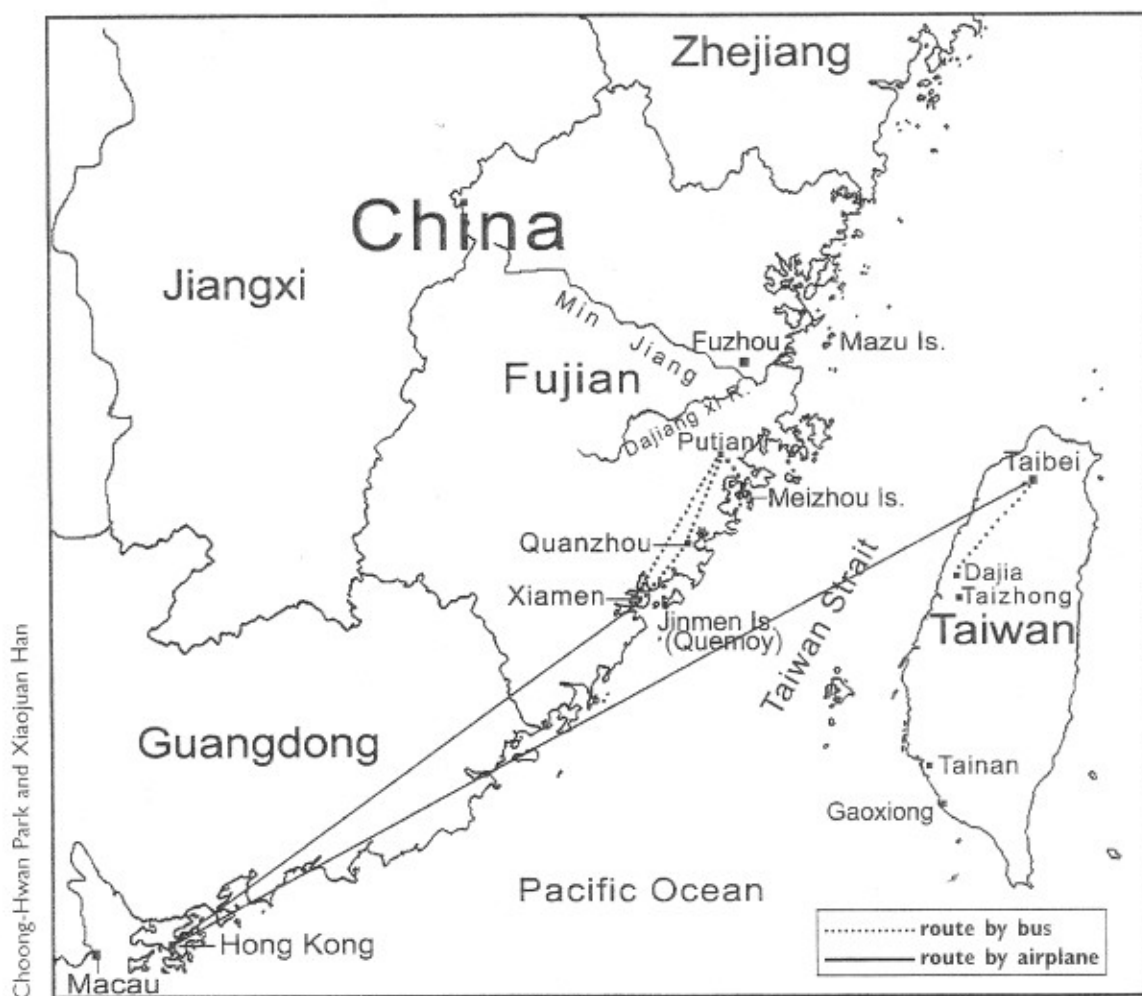 Zhejiang
China
Jiangxi
Min
Jiang
Fuzhou
Mazu Is.
Fujian
Dajiang xi R.
Putian
Taibei
Meizhou Is.
Quanzhou
Dajia
Xiamen
Taizhong
Jinmen Is.
(Quemoy)
Taiwan
Taiwan Strait
Guangdong
Tainan
Gaoxiong
Pacific Ocean
route by bus
route by airplane
Hong Kong
Macau
Choong-Hwan Park and Xiaojuan Han